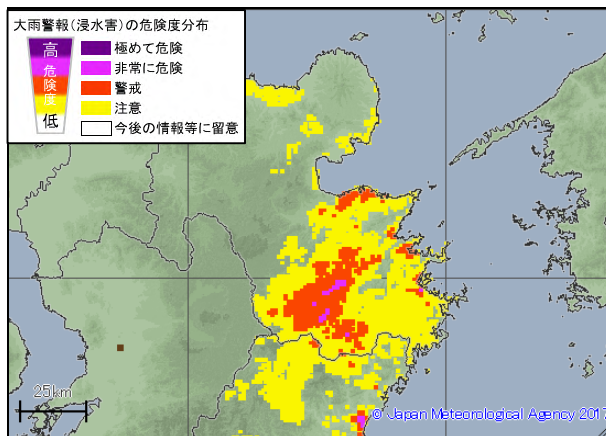 大雨警報(浸水害)の危険度分布
高
危険度
低
極めて危険
非常に危険
警戒
注意
今後の情報等に留意
25km
© Japan Meteorological Agency 2017